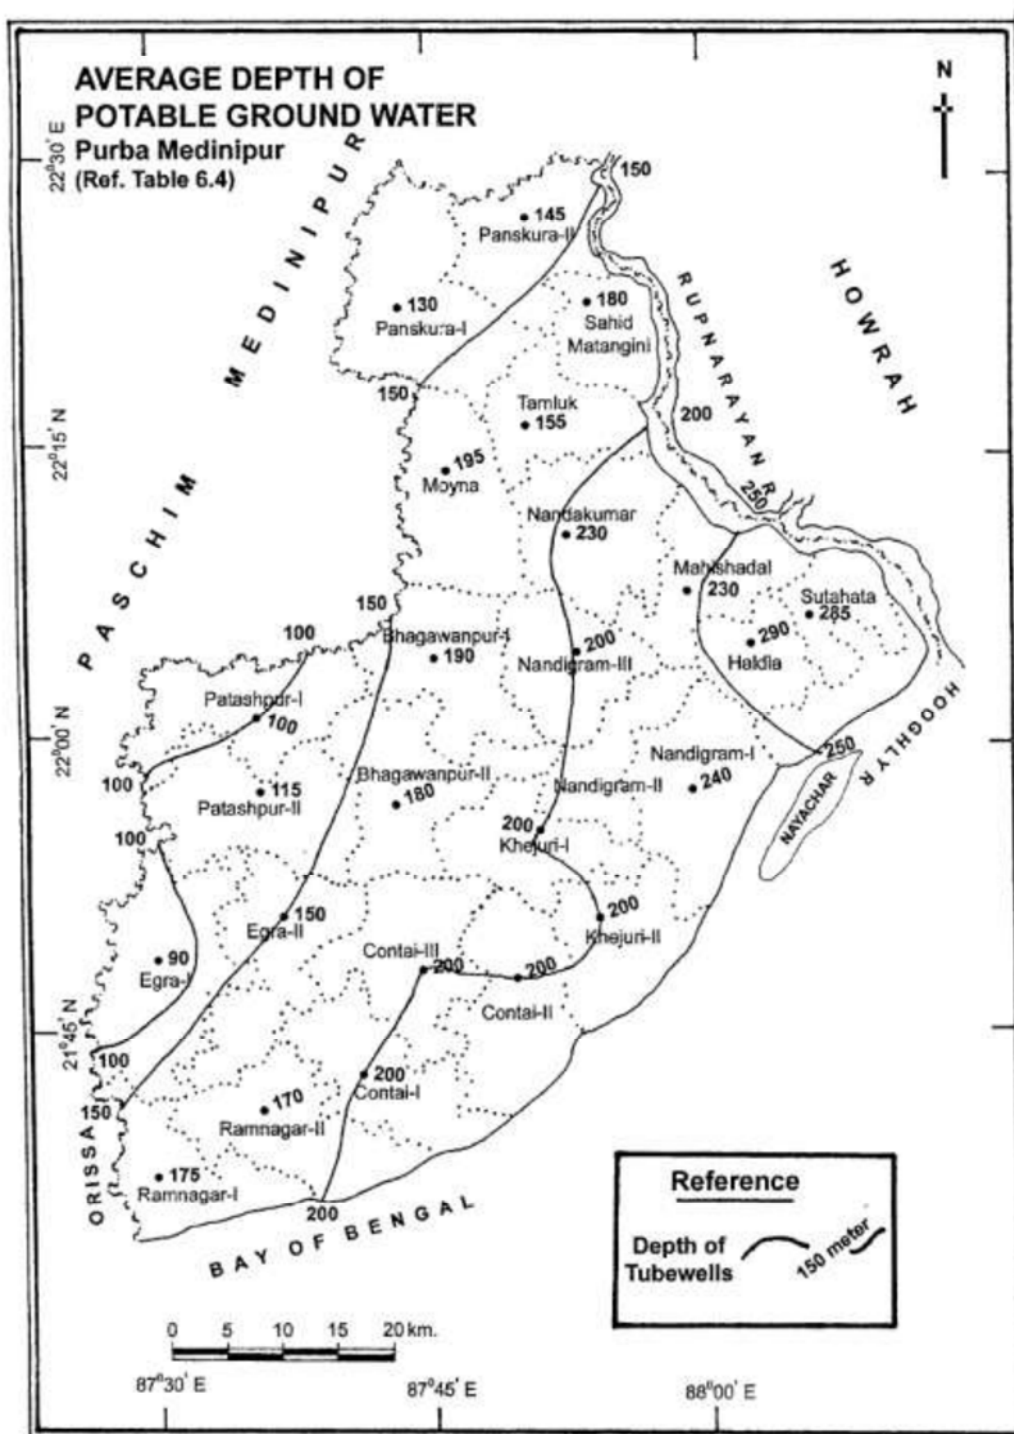 AVERAGE DEPTH OF
POTABLE GROUND WATER
Purba Medinipur
(Ref. Table 6.4)
N
22°30' E
22°15' N
22°00' N
21°45' N
PASCHIM MEDINIPUR
HOWRAH
RUPNARAYAN R
HOOGHLY R
NAYACHAR
ORISSA
BAY OF BENGAL
150
145
Panskura-II
130
Panskura-I
180
Sahid
Matangini
150
200
Tamluk
155
195
Moyna
250
Nandakumar
230
Mahishadal
230
Sutahata
285
290
Haldia
150
100
Bhagawanpur-I
190
200
Nandigram-III
Patashpur-I
100
100
115
Patashpur-II
Bhagawanpur-II
180
Nandigram-I
240
Nandigram-II
250
100
200
Khejuri-I
150
Egra-II
200
Khejuri-II
90
Egra-I
Contai-III
200
200
Contai-II
100
200
Contai-I
150
170
Ramnagar-II
175
Ramnagar-I
200
Reference
Depth of
Tubewells
150 meter
0 5 10 15 20 km.
87°30' E 87°45' E 88°00' E